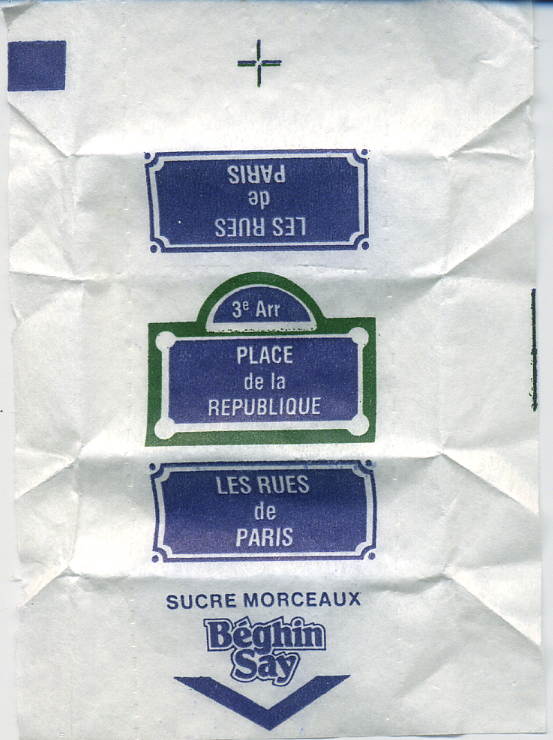 LES RUES
de
PARIS
3e Arr
PLACE
de la
REPUBLIQUE
LES RUES
de
PARIS
SUCRE MORCEAUX
Béghin
Say